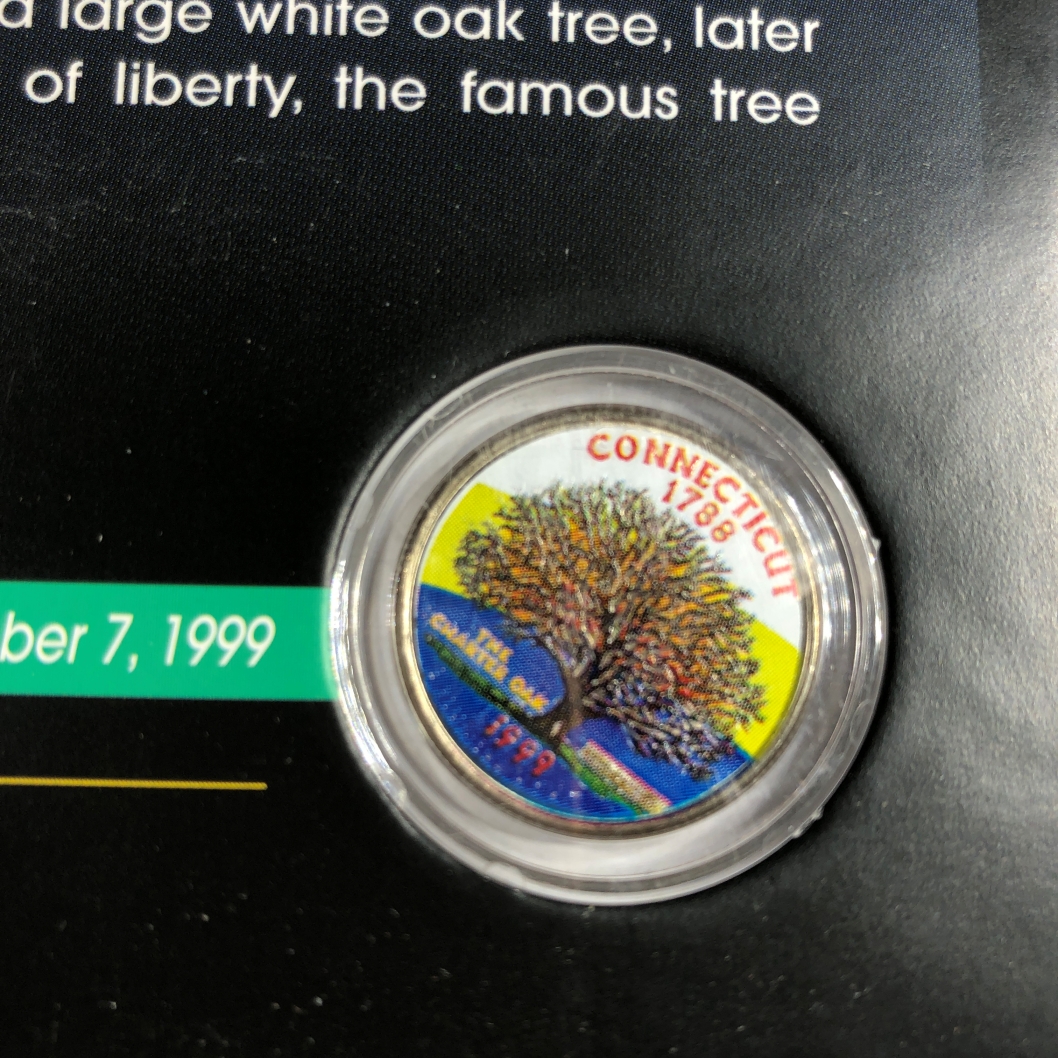 a large white oak tree, later
of liberty, the famous tree
CONNECTICUT
1788
THE
CHARTER OAK
1999
ber 7, 1999